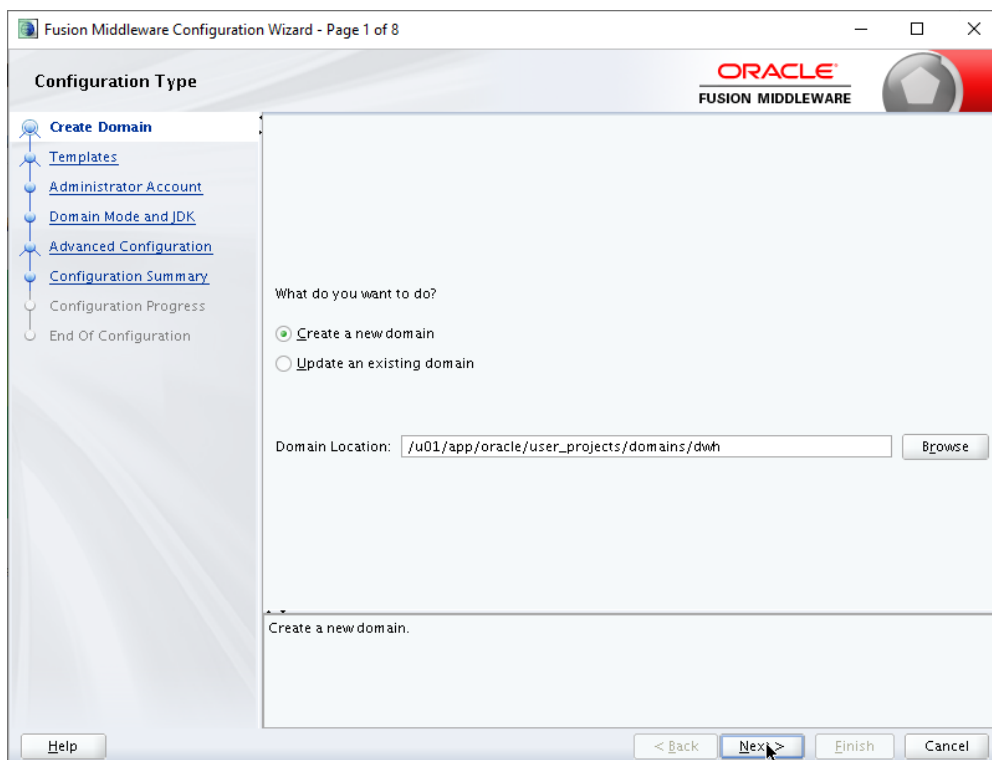 Fusion Middleware Configuration Wizard - Page 1 of 8
Configuration Type
ORACLE
FUSION MIDDLEWARE
Create Domain
Templates
Administrator Account
Domain Mode and JDK
Advanced Configuration
Configuration Summary
Configuration Progress
End Of Configuration
What do you want to do?
Create a new domain
Update an existing domain
Domain Location: /u01/app/oracle/user_projects/domains/dwh Browse
Create a new domain.
Help < Back Next > Finish Cancel